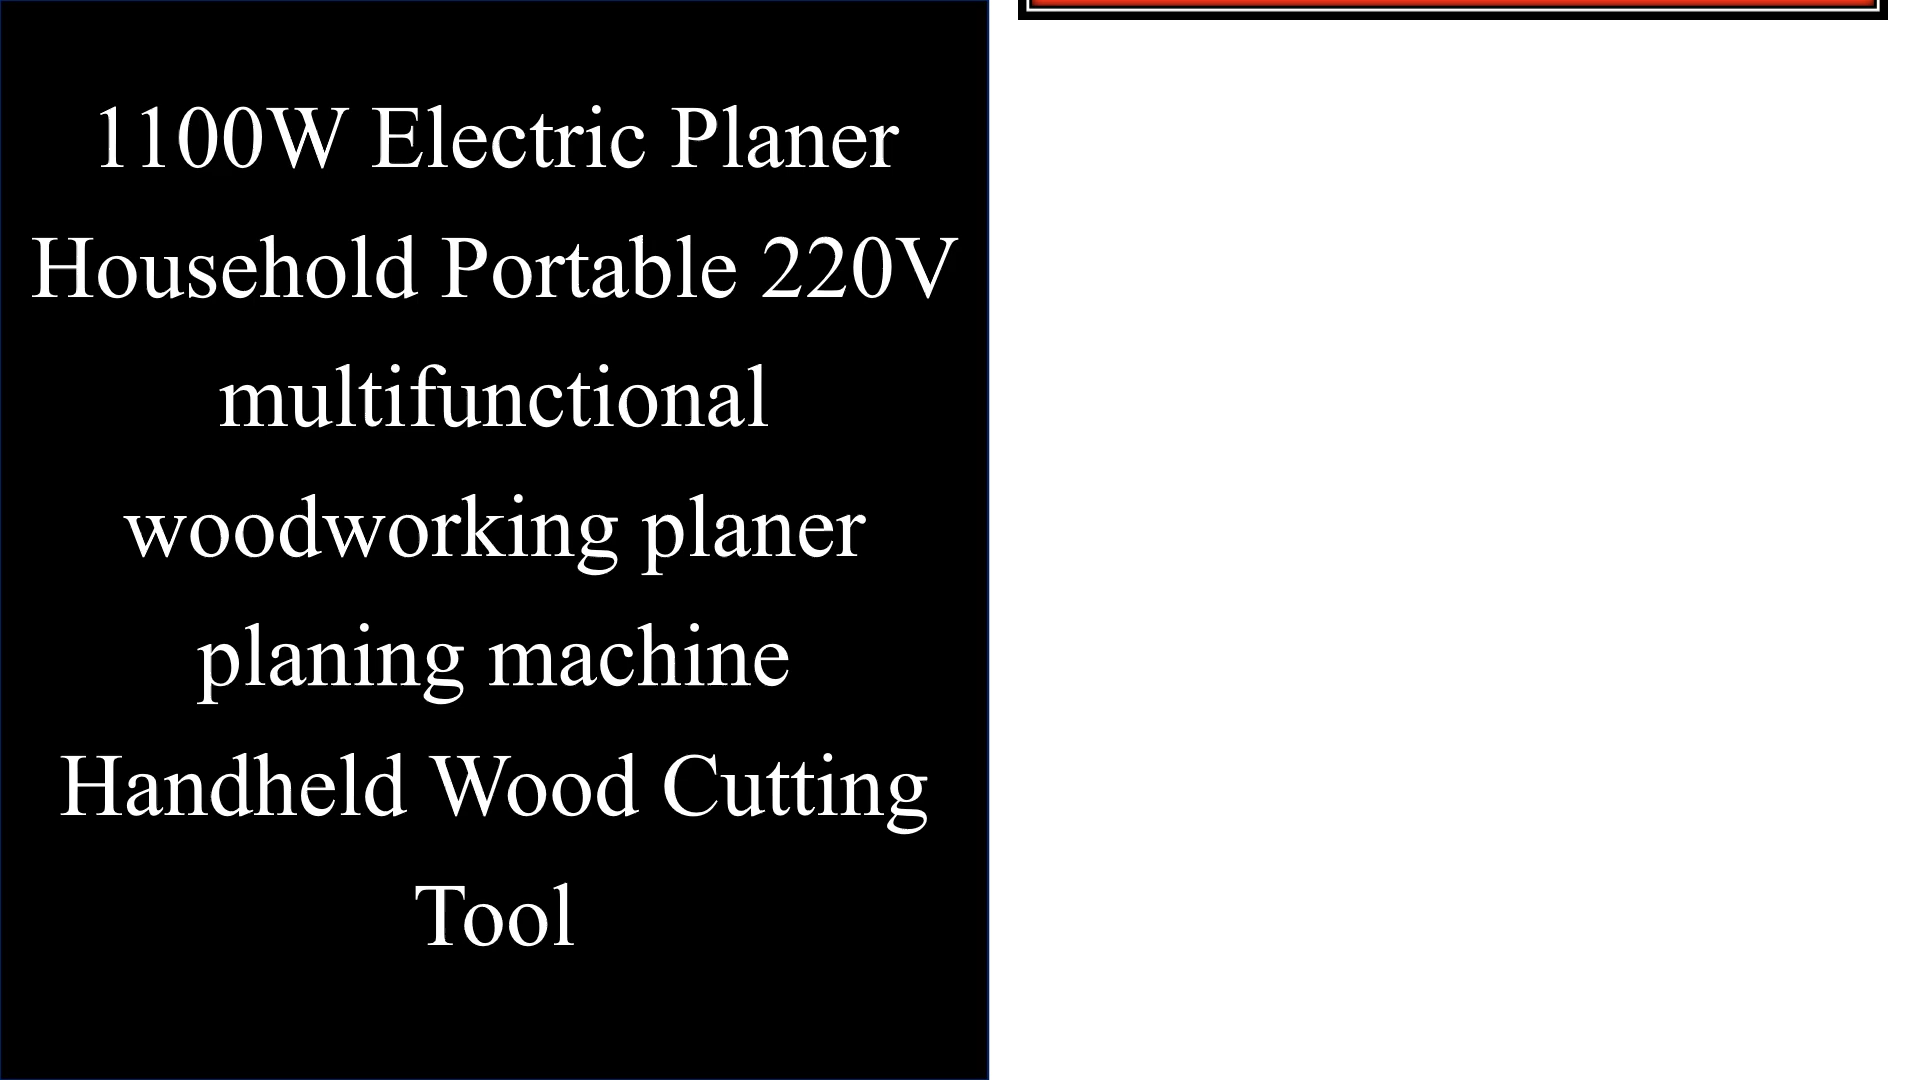 1100W Electric Planer
Household Portable 220V
multifunctional
woodworking planer
planing machine
Handheld Wood Cutting
Tool